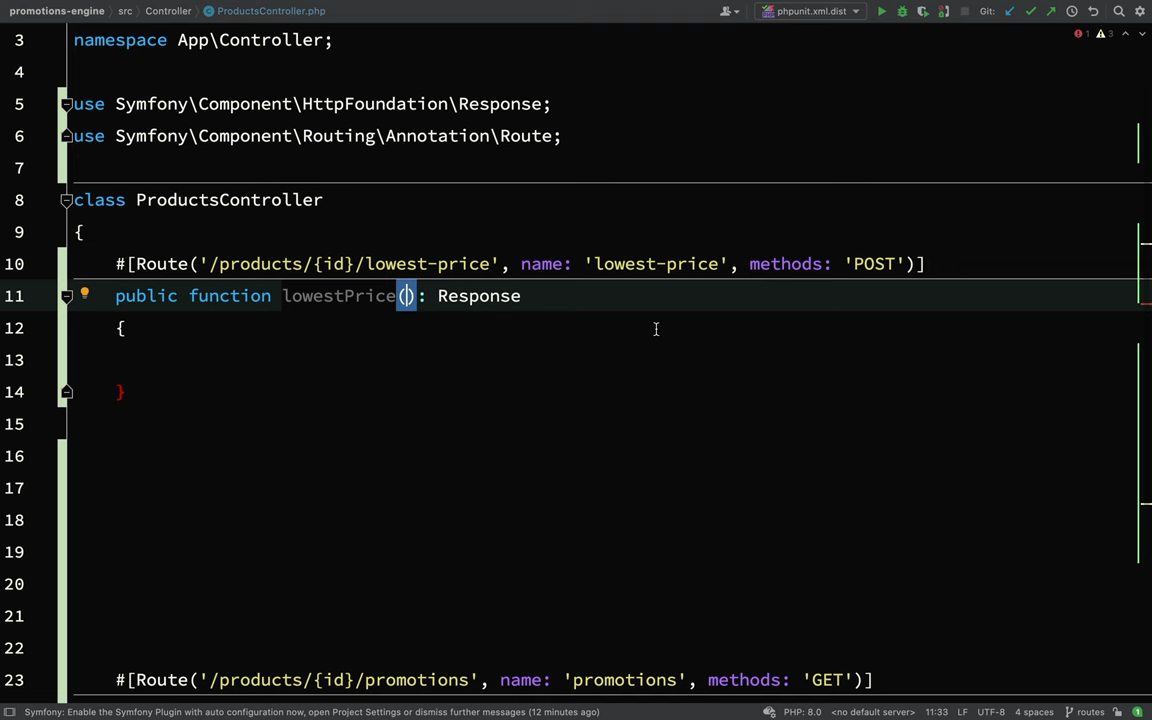 promotions-engine › src › Controller › ProductsController.php
phpunit.xml.dist
Git:
1 3
3 namespace App\Controller;
4
5 use Symfony\Component\HttpFoundation\Response;
6 use Symfony\Component\Routing\Annotation\Route;
7
8 class ProductsController
9 {
10 #[Route('/products/{id}/lowest-price', name: 'lowest-price', methods: 'POST')]
11 public function lowestPrice(): Response
12 {
13
14 }
15
16
17
18
19
20
21
22
23 #[Route('/products/{id}/promotions', name: 'promotions', methods: 'GET')]
Symfony: Enable the Symfony Plugin with auto configuration now, open Project Settings or dismiss further messages (12 minutes ago) PHP: 8.0 <no default server> 11:33 LF UTF-8 4 spaces routes 1